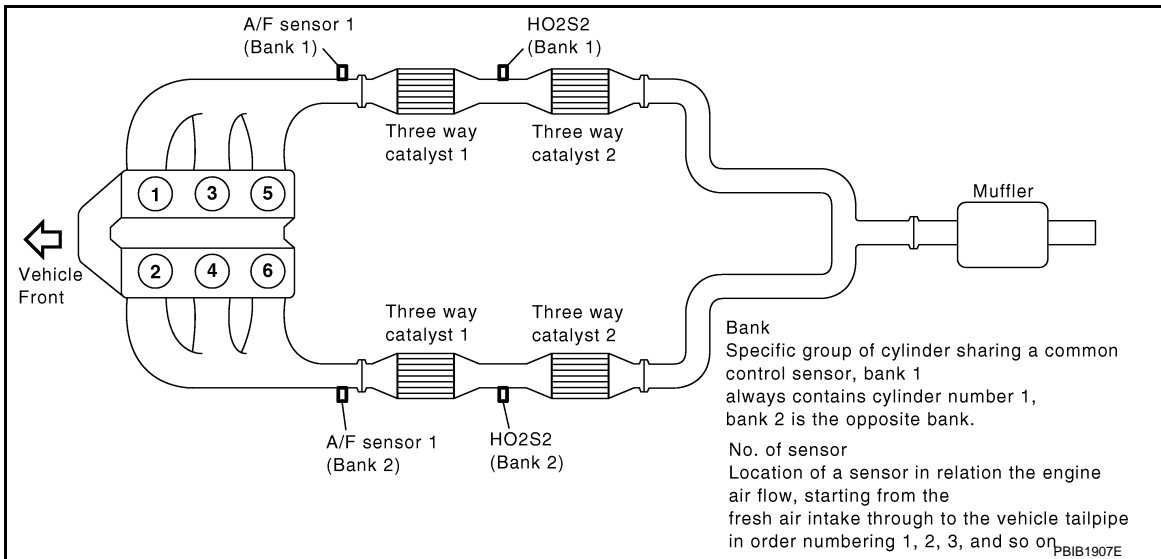 A/F sensor 1
(Bank 1)
HO2S2
(Bank 1)
Three way
catalyst 1
Three way
catalyst 2
1
3
5
Muffler
Vehicle
Front
2
4
6
Three way
catalyst 1
Three way
catalyst 2
A/F sensor 1
(Bank 2)
HO2S2
(Bank 2)
Bank
Specific group of cylinder sharing a common
control sensor, bank 1
always contains cylinder number 1,
bank 2 is the opposite bank.
No. of sensor
Location of a sensor in relation the engine
air flow, starting from the
fresh air intake through to the vehicle tailpipe
in order numbering 1, 2, 3, and so on
PBIB1907E